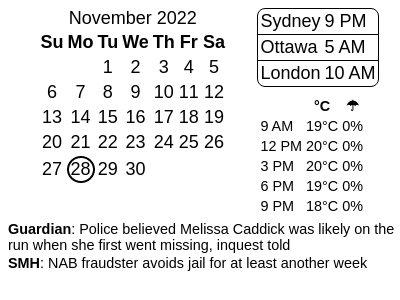 November 2022
Su Mo Tu We Th Fr Sa
1 2 3 4 5
6 7 8 9 10 11 12
13 14 15 16 17 18 19
20 21 22 23 24 25 26
27 28 29 30
Sydney 9 PM
Ottawa 5 AM
London 10 AM
°C ☂
9 AM 19°C 0%
12 PM 20°C 0%
3 PM 20°C 0%
6 PM 19°C 0%
9 PM 18°C 0%
Guardian: Police believed Melissa Caddick was likely on the
run when she first went missing, inquest told
SMH: NAB fraudster avoids jail for at least another week